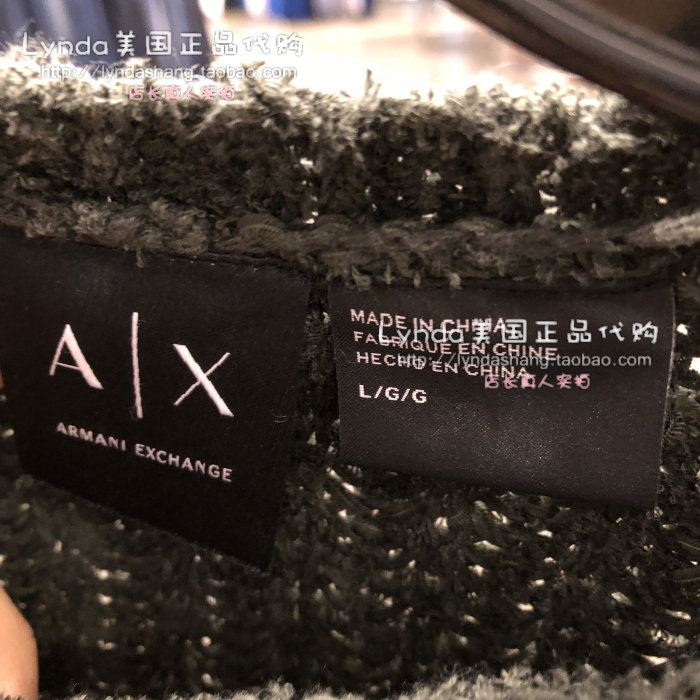 Lynda美国正品代购
http://lyndashang.taobao.com
店长真人实拍
A|X
ARMANI EXCHANGE
MADE IN CHINA
FABRIQUE EN CHINE
HECHO EN CHINA
L/G/G
Lynda美国正品代购
http://lyndashang.taobao.com
店长真人实拍